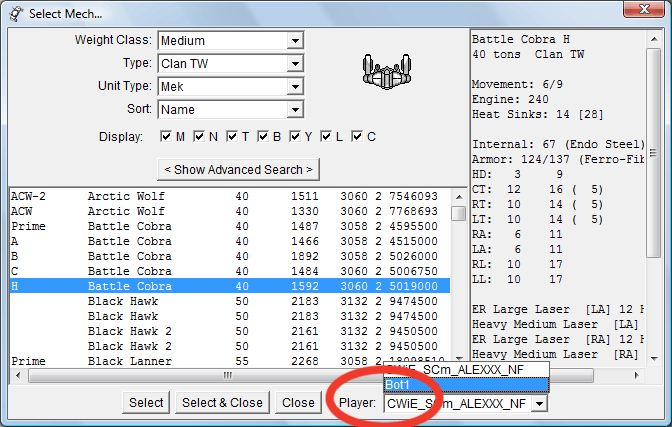 Select Mech...
Weight Class: Medium
Type: Clan TW
Unit Type: Mek
Sort: Name
Display: M N T B Y L C
< Show Advanced Search >
ACW-2 Arctic Wolf 40 1511 3060 2 7546093
ACW Arctic Wolf 40 1330 3060 2 7768693
Prime Battle Cobra 40 1487 3058 2 4595500
A Battle Cobra 40 1466 3058 2 4515000
B Battle Cobra 40 1892 3058 2 5026000
C Battle Cobra 40 1484 3060 2 5006750
H Battle Cobra 40 1592 3060 2 5019000
Black Hawk 50 2183 3132 2 9474500
Black Hawk 50 2183 3132 2 9474500
Black Hawk 2 50 2161 3132 2 9450500
Black Hawk 2 50 2161 3132 2 9450500
Prime Black Lanner 55 2268 3058 2 18098510
Battle Cobra H
40 tons Clan TW
Movement: 6/9
Engine: 240
Heat Sinks: 14 [28]
Internal: 67 (Endo Steel)
Armor: 124/137 (Ferro-Fib
HD: 3 9
CT: 12 16 ( 5)
RT: 10 14 ( 5)
LT: 10 14 ( 5)
RA: 6 11
LA: 6 11
RL: 10 17
LL: 10 17
ER Large Laser [LA] 12 H
Heavy Medium Laser [LA]
ER Large Laser [RA] 12 H
Heavy Medium Laser [RA]
CWiE_SCm_ALEXXX_NF
Bot1
Select
Select & Close
Close
Player: CWiE_SCm_ALEXXX_NF